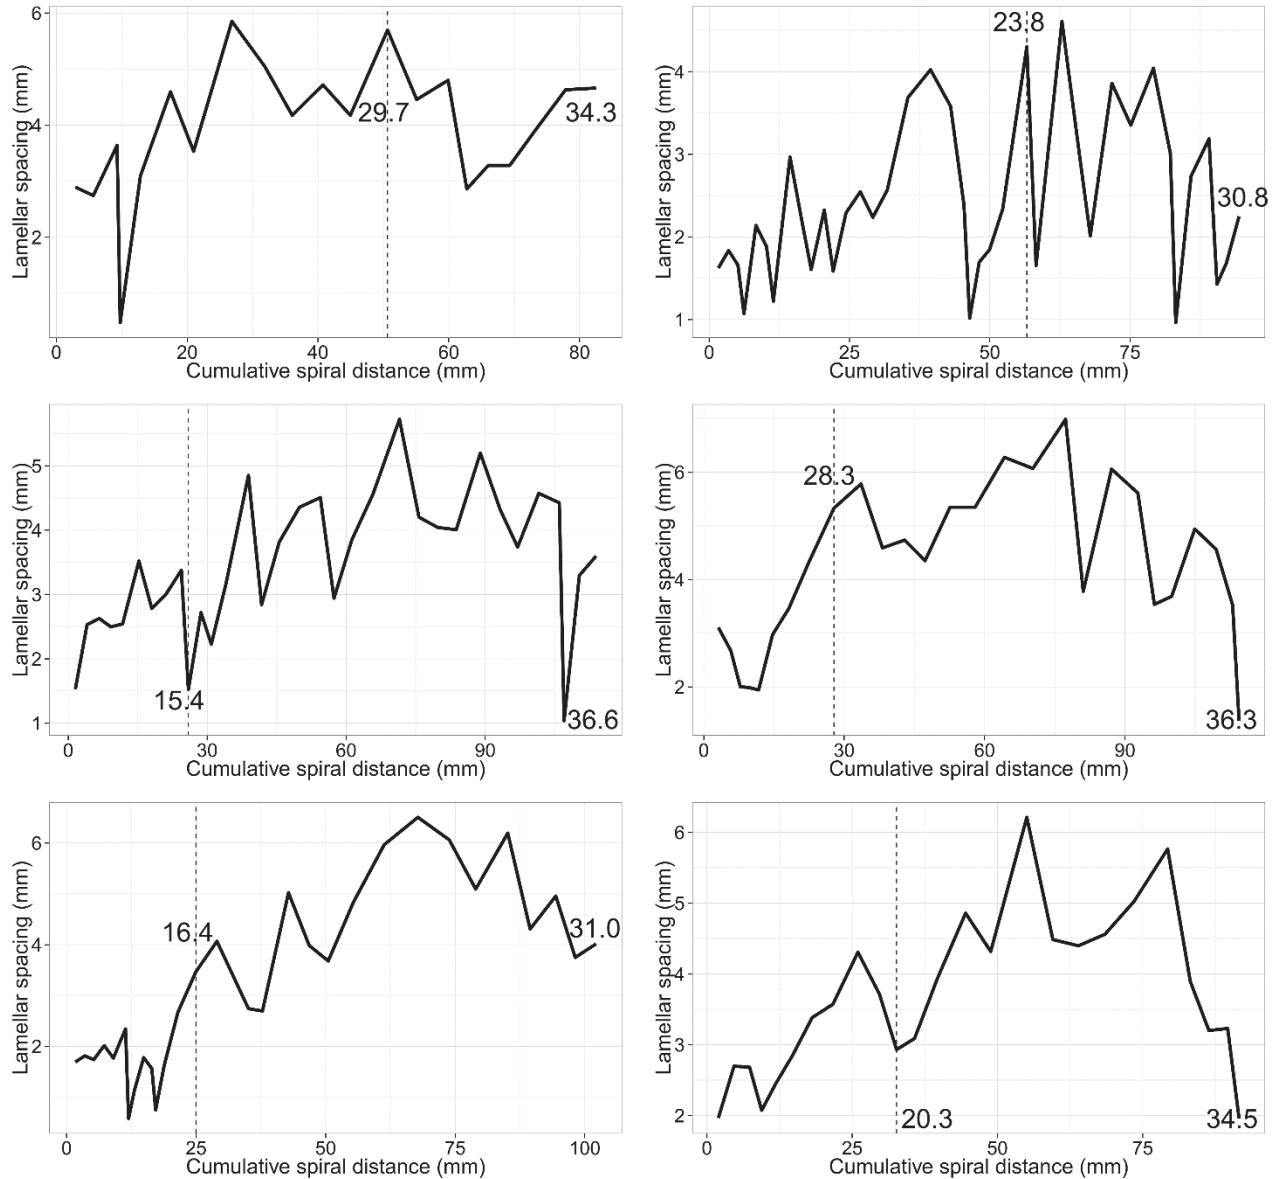 6
4
2
Lamellar spacing (mm)
29.7
34.3
0 20 40 60 80
Cumulative spiral distance (mm)
4
3
2
1
Lamellar spacing (mm)
23.8
30.8
0 25 50 75
Cumulative spiral distance (mm)
5
4
3
2
1
Lamellar spacing (mm)
15.4
36.6
0 30 60 90
Cumulative spiral distance (mm)
6
4
2
Lamellar spacing (mm)
28.3
36.3
0 30 60 90
Cumulative spiral distance (mm)
6
4
2
Lamellar spacing (mm)
16.4
31.0
0 25 50 75 100
Cumulative spiral distance (mm)
6
5
4
3
2
Lamellar spacing (mm)
20.3
34.5
0 25 50 75
Cumulative spiral distance (mm)